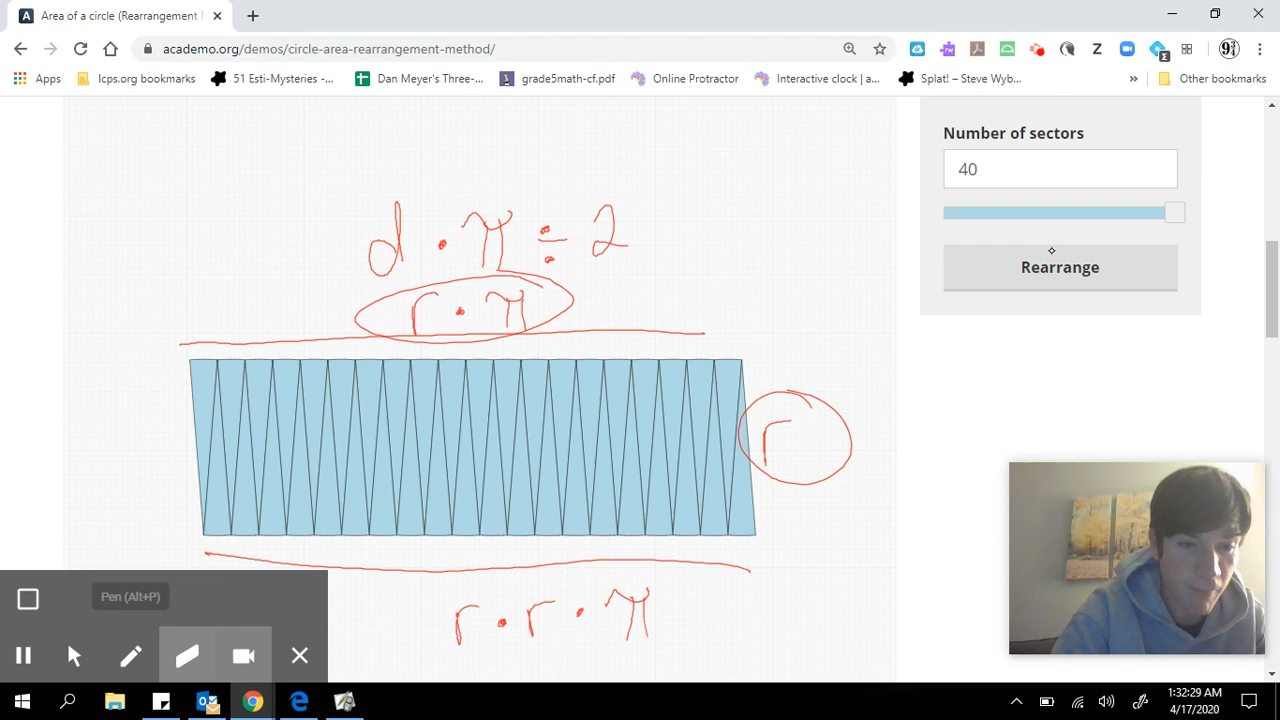 Area of a circle (Rearrangement M
academo.org/demos/circle-area-rearrangement-method/
Apps
lcps.org bookmarks
51 Esti-Mysteries -...
Dan Meyer's Three-...
grade5math-cf.pdf
Online Protractor
Interactive clock | a...
Splat! – Steve Wyb...
Other bookmarks
Number of sectors
40
Rearrange
d · π ÷ 2
r · π
r
r · r · π
Pen (Alt+P)
1:32:29 AM
4/17/2020